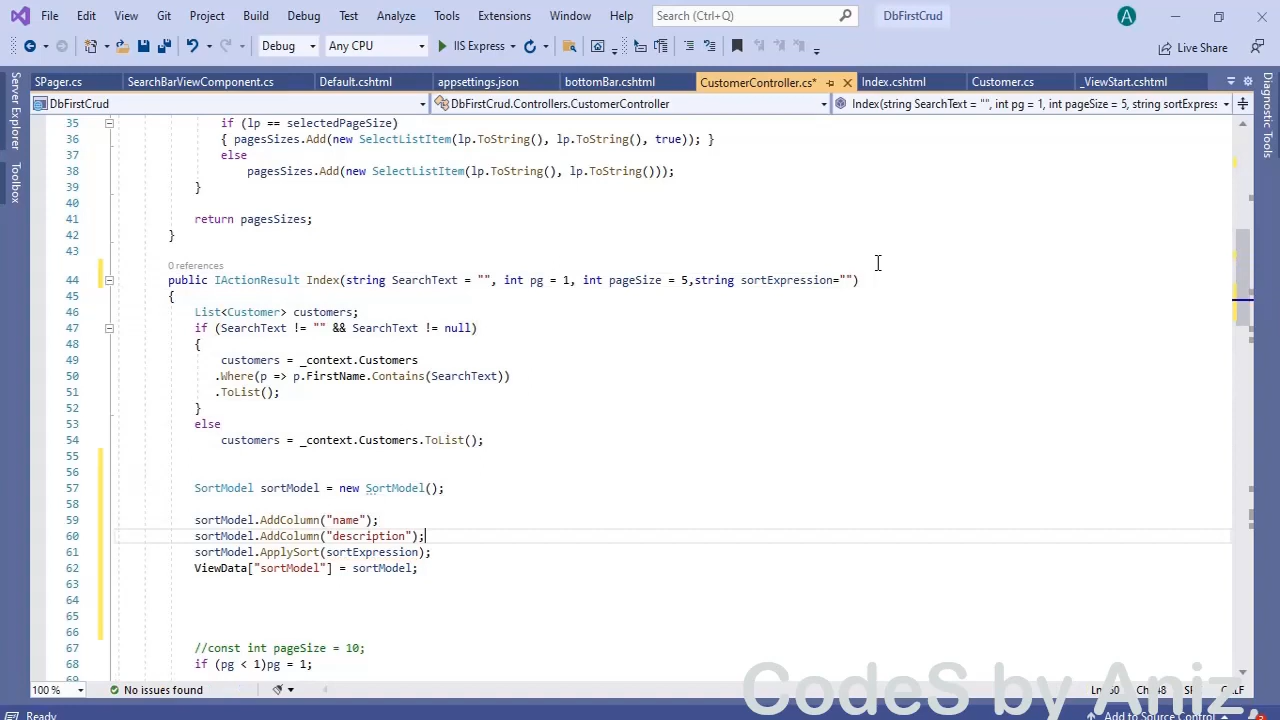 File Edit View Git Project Build Debug Test Analyze Tools Extensions Window Help Search (Ctrl+Q) DbFirstCrud A
Debug Any CPU IIS Express Live Share
SPager.cs SearchBarViewComponent.cs Default.cshtml appsettings.json bottomBar.cshtml CustomerController.cs* Index.cshtml Customer.cs _ViewStart.cshtml
DbFirstCrud DbFirstCrud.Controllers.CustomerController Index(string SearchText = "", int pg = 1, int pageSize = 5, string sortExpress
Server Explorer
Toolbox
Diagnostic Tools
35 if (lp == selectedPageSize)
36 { pagesSizes.Add(new SelectListItem(lp.ToString(), lp.ToString(), true)); }
37 else
38 pagesSizes.Add(new SelectListItem(lp.ToString(), lp.ToString()));
39 }
40
41 return pagesSizes;
42 }
43
0 references
44 public IActionResult Index(string SearchText = "", int pg = 1, int pageSize = 5,string sortExpression="")
45 {
46 List<Customer> customers;
47 if (SearchText != "" && SearchText != null)
48 {
49 customers = _context.Customers
50 .Where(p => p.FirstName.Contains(SearchText))
51 .ToList();
52 }
53 else
54 customers = _context.Customers.ToList();
55
56
57 SortModel sortModel = new SortModel();
58
59 sortModel.AddColumn("name");
60 sortModel.AddColumn("description");
61 sortModel.ApplySort(sortExpression);
62 ViewData["sortModel"] = sortModel;
63
64
65
66
67 //const int pageSize = 10;
68 if (pg < 1)pg = 1;
100 % No issues found
CodeS by Aniz.
Ready Add to Source Control